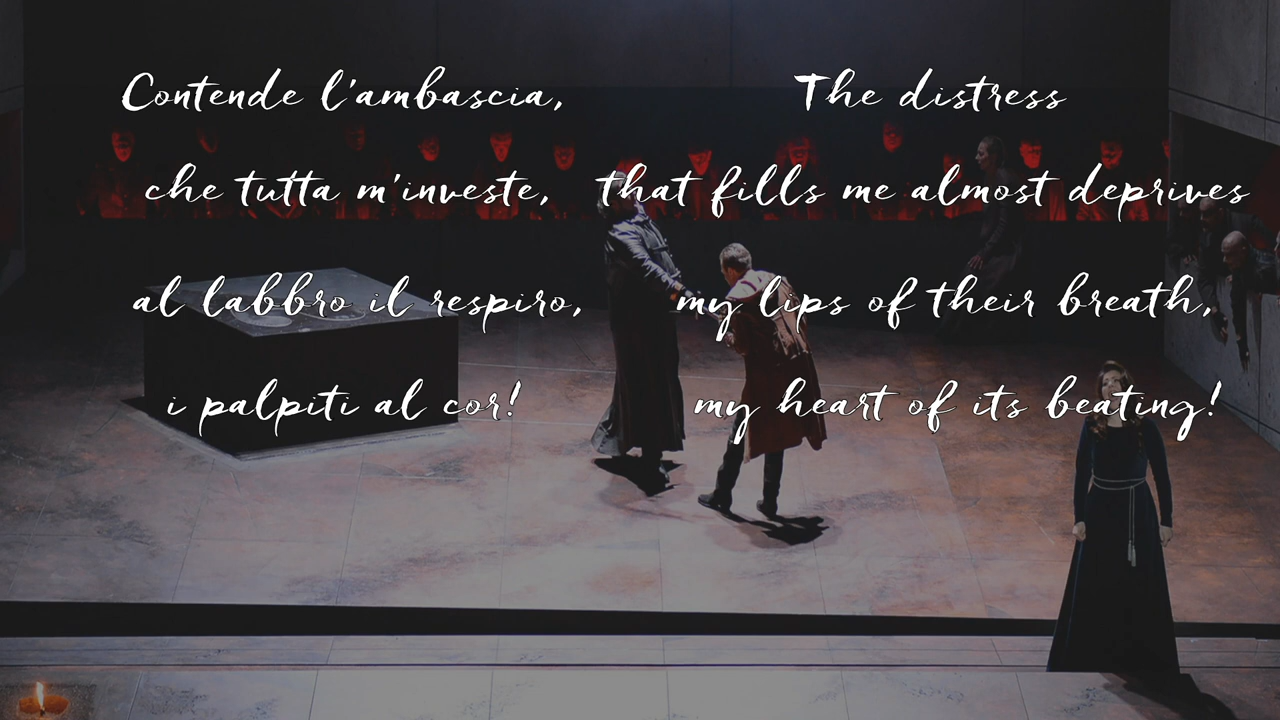 Contende l'ambascia,
che tutta m'investe,
al labbro il respiro,
i palpiti al cor!
The distress
that fills me almost deprives
my lips of their breath,
my heart of its beating!